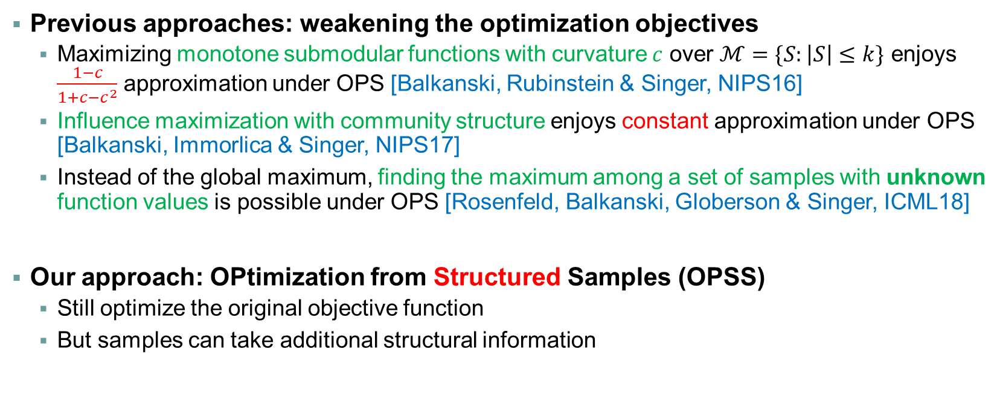 ▪ Previous approaches: weakening the optimization objectives
▪ Maximizing monotone submodular functions with curvature 𝑐 over ℳ = {𝑆: |𝑆| ≤ 𝑘} enjoys
(1−𝑐)/(1+𝑐−𝑐²) approximation under OPS [Balkanski, Rubinstein & Singer, NIPS16]
▪ Influence maximization with community structure enjoys constant approximation under OPS
[Balkanski, Immorlica & Singer, NIPS17]
▪ Instead of the global maximum, finding the maximum among a set of samples with unknown
function values is possible under OPS [Rosenfeld, Balkanski, Globerson & Singer, ICML18]
▪ Our approach: OPtimization from Structured Samples (OPSS)
▪ Still optimize the original objective function
▪ But samples can take additional structural information